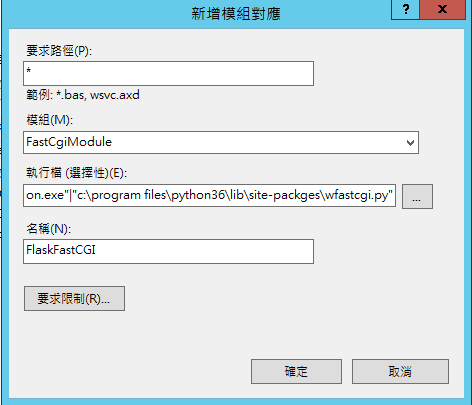 新增模組對應
?
x
要求路徑(P):
*
範例: *.bas, wsvc.axd
模組(M):
FastCgiModule
執行檔 (選擇性)(E):
on.exe"|"c:\program files\python36\lib\site-packges\wfastcgi.py"
...
名稱(N):
FlaskFastCGI
要求限制(R)...
確定
取消